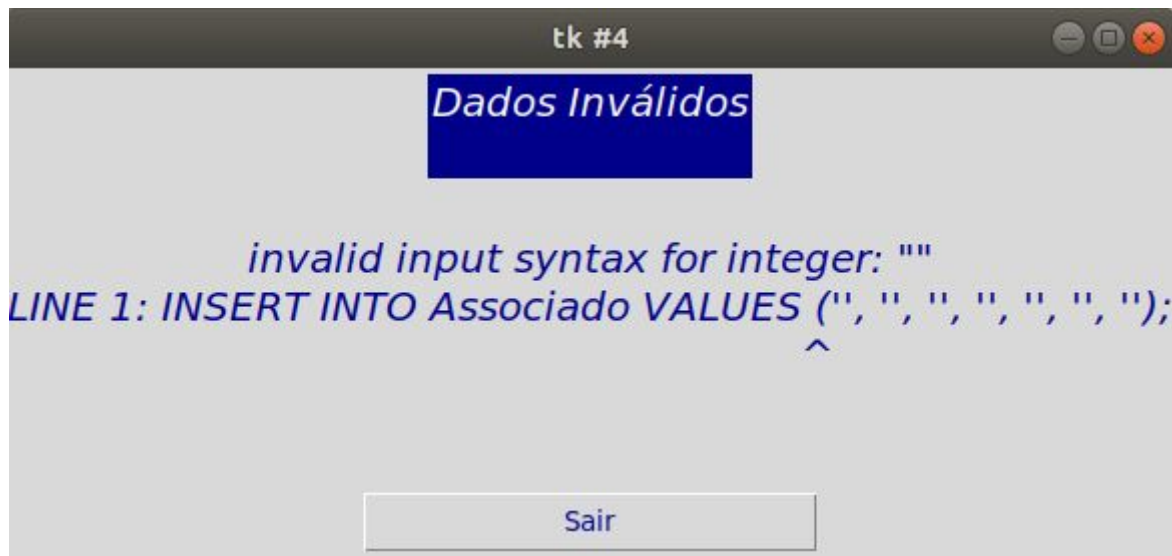 tk #4
Dados Inválidos
invalid input syntax for integer: ""
LINE 1: INSERT INTO Associado VALUES ('', '', '', '', '', '', '');
^
Sair